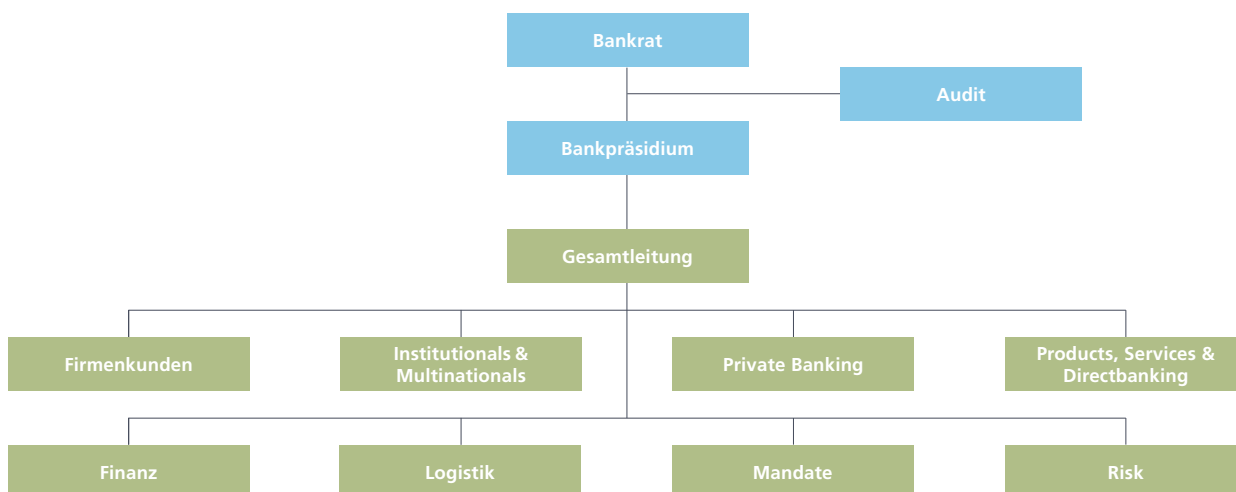 Bankrat
Audit
Bankpräsidium
Gesamtleitung
Firmenkunden
Institutionals &
Multinationals
Private Banking
Products, Services &
Directbanking
Finanz
Logistik
Mandate
Risk